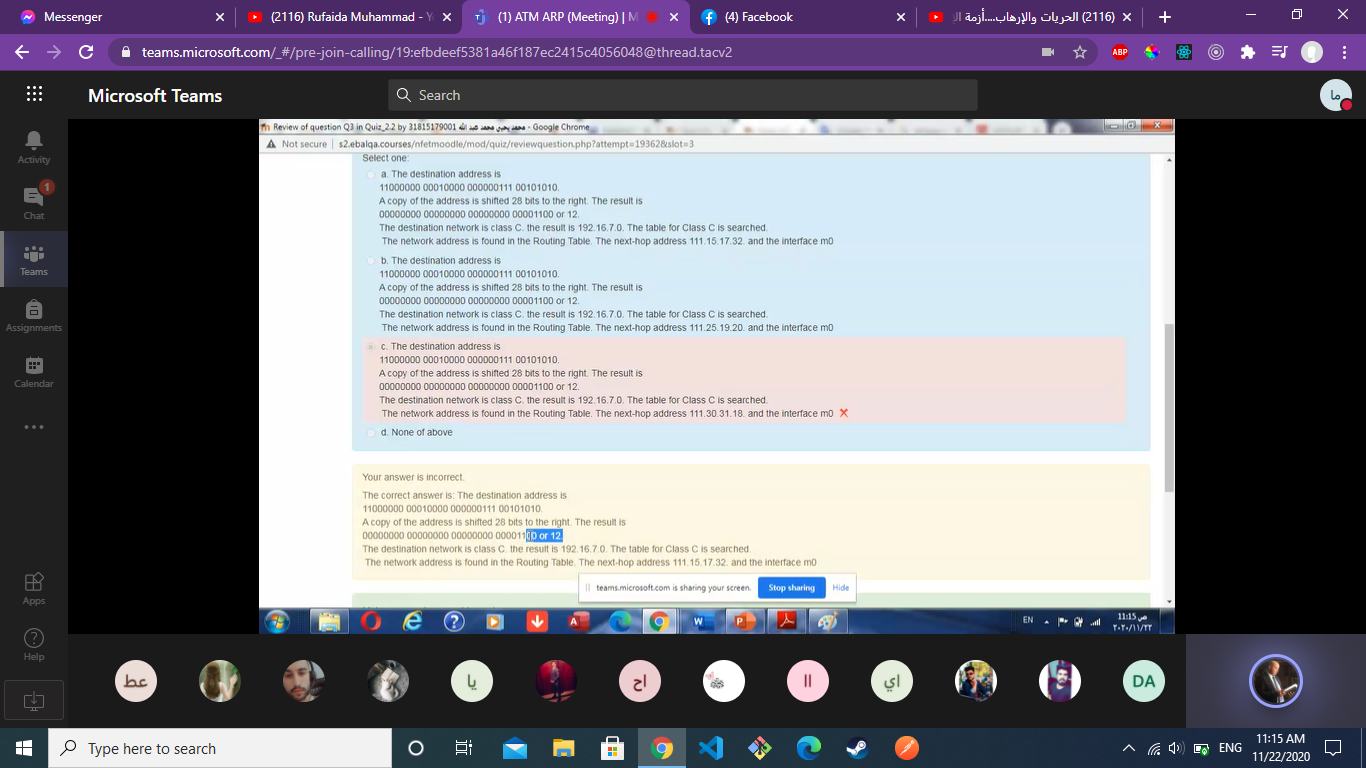 Messenger
(2116) Rufaida Muhammad - Y
(1) ATM ARP (Meeting) | M
(4) Facebook
(2116) الحريات والإرهاب....أزمة ال
teams.microsoft.com/_#/pre-join-calling/19:efbdeef5381a46f187ec2415c4056048@thread.tacv2
ABP
Microsoft Teams
Search
ما
Activity
1
Chat
Teams
Assignments
Calendar
Apps
Help
Review of question Q3 in Quiz_2.2 by 31815179001 محمد يحيى محمد عبد الله - Google Chrome
Not secure | s2.ebalqa.courses/nfetmoodle/mod/quiz/reviewquestion.php?attempt=19362&slot=3
Select one:
a. The destination address is
11000000 00010000 000000111 00101010.
A copy of the address is shifted 28 bits to the right. The result is
00000000 00000000 00000000 00001100 or 12.
The destination network is class C. the result is 192.16.7.0. The table for Class C is searched.
The network address is found in the Routing Table. The next-hop address 111.15.17.32. and the interface m0
b. The destination address is
11000000 00010000 000000111 00101010.
A copy of the address is shifted 28 bits to the right. The result is
00000000 00000000 00000000 00001100 or 12.
The destination network is class C. the result is 192.16.7.0. The table for Class C is searched.
The network address is found in the Routing Table. The next-hop address 111.25.19.20. and the interface m0
c. The destination address is
11000000 00010000 000000111 00101010.
A copy of the address is shifted 28 bits to the right. The result is
00000000 00000000 00000000 00001100 or 12.
The destination network is class C. the result is 192.16.7.0. The table for Class C is searched.
The network address is found in the Routing Table. The next-hop address 111.30.31.18. and the interface m0
d. None of above
Your answer is incorrect.
The correct answer is: The destination address is
11000000 00010000 000000111 00101010.
A copy of the address is shifted 28 bits to the right. The result is
00000000 00000000 00000000 00001100 or 12.
The destination network is class C. the result is 192.16.7.0. The table for Class C is searched.
The network address is found in the Routing Table. The next-hop address 111.15.17.32. and the interface m0
teams.microsoft.com is sharing your screen.
Stop sharing
Hide
EN
11:15 ص
٢٠٢٠/١١/٢٢
عط
يا
اح
اا
اي
DA
Type here to search
ENG
11:15 AM
11/22/2020